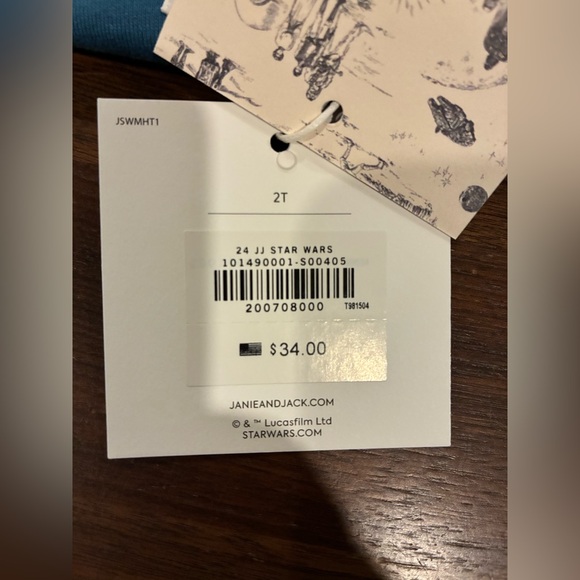 JSWMHT1
2T
24 JJ STAR WARS
101490001-S00405
200708000 T981504
$34.00
JANIEANDJACK.COM
© & ™ Lucasfilm Ltd
STARWARS.COM